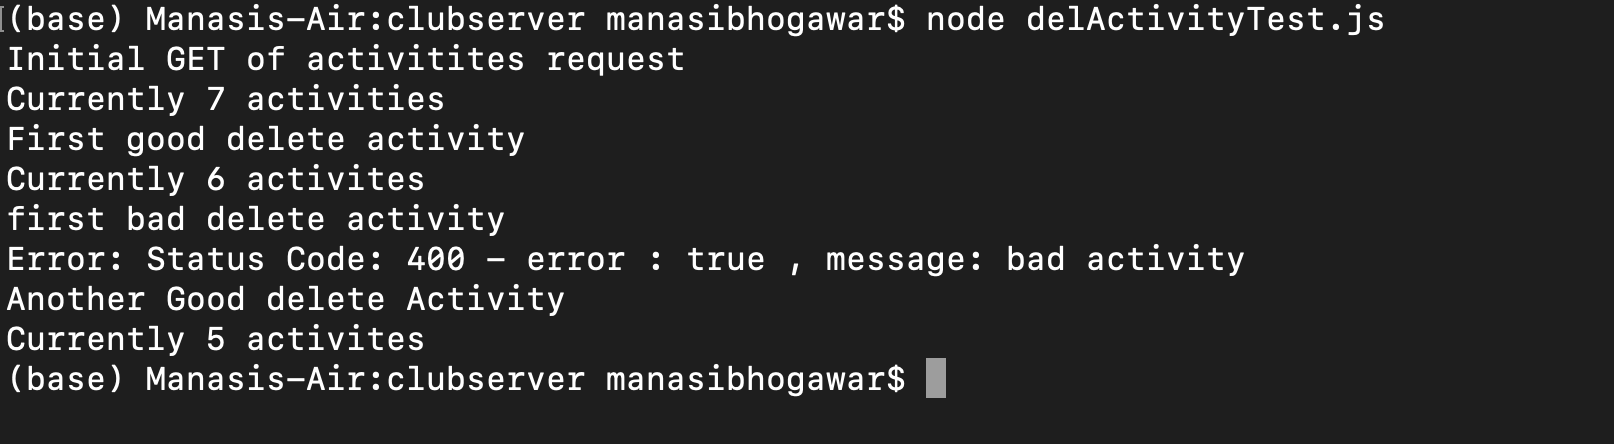 (base) Manasis-Air:clubserver manasibhogawar$ node delActivityTest.js
Initial GET of activitites request
Currently 7 activities
First good delete activity
Currently 6 activites
first bad delete activity
Error: Status Code: 400 – error : true , message: bad activity
Another Good delete Activity
Currently 5 activites
(base) Manasis-Air:clubserver manasibhogawar$